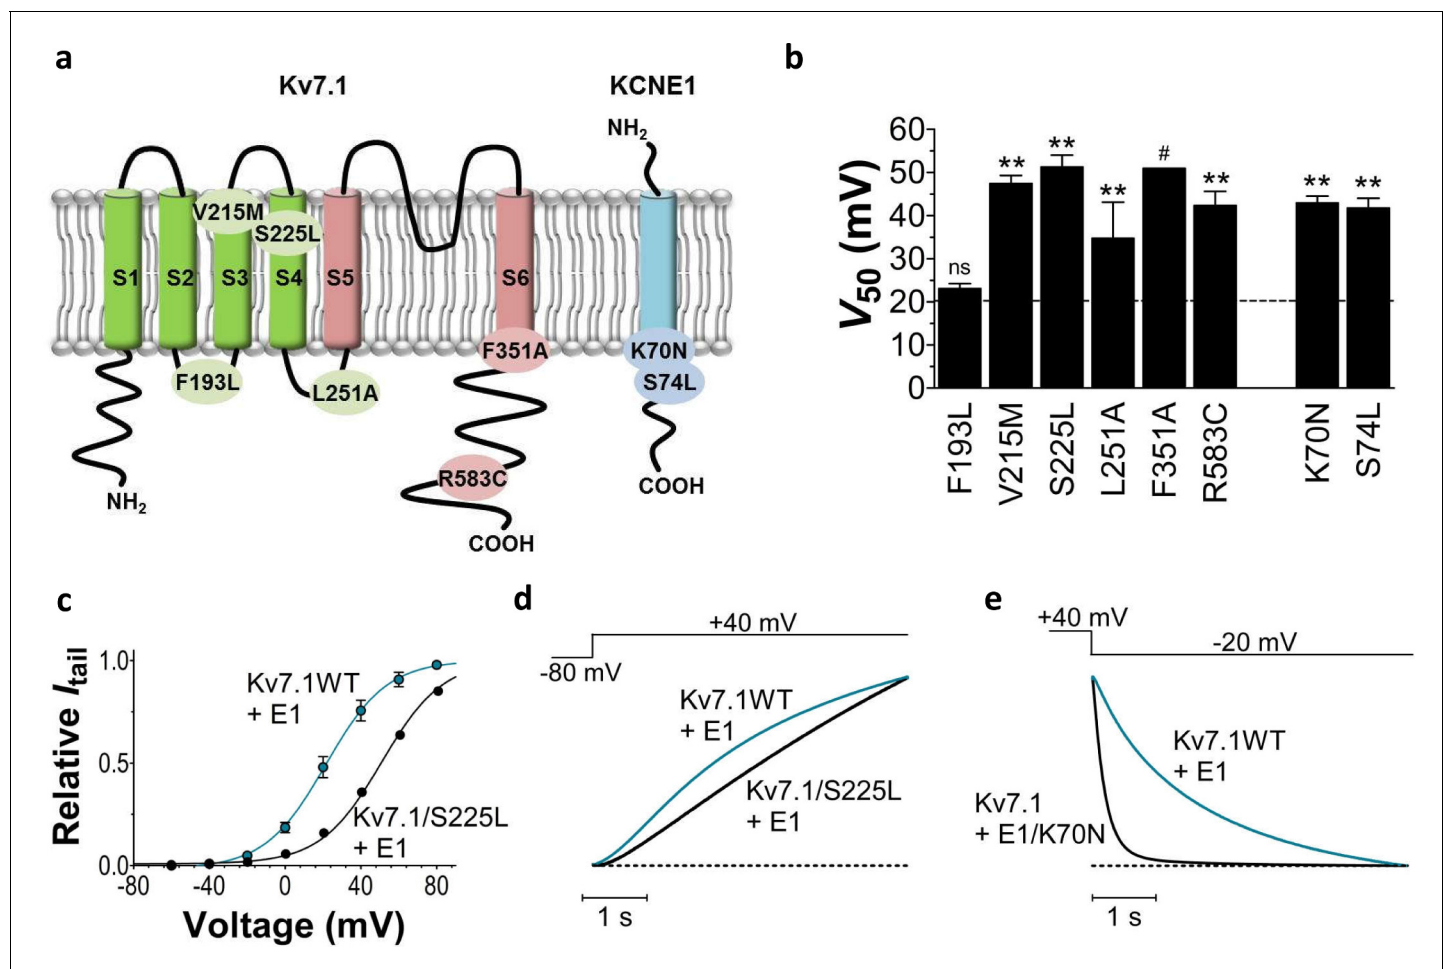 a
Kv7.1
KCNE1
NH2
V215M
S225L
S1
S2
S3
S4
S5
S6
F193L
L251A
F351A
K70N
S74L
R583C
NH2
COOH
COOH
b
V50 (mV)
60
50
40
30
20
10
0
ns
**
**
**
#
**
**
**
F193L
V215M
S225L
L251A
F351A
R583C
K70N
S74L
c
Relative Itail
1.0
0.5
0.0
Kv7.1WT
+ E1
Kv7.1/S225L
+ E1
-80
-40
0
40
80
Voltage (mV)
d
+40 mV
-80 mV
Kv7.1WT
+ E1
Kv7.1/S225L
+ E1
1 s
e
+40 mV
-20 mV
Kv7.1WT
+ E1
Kv7.1
+ E1/K70N
1 s